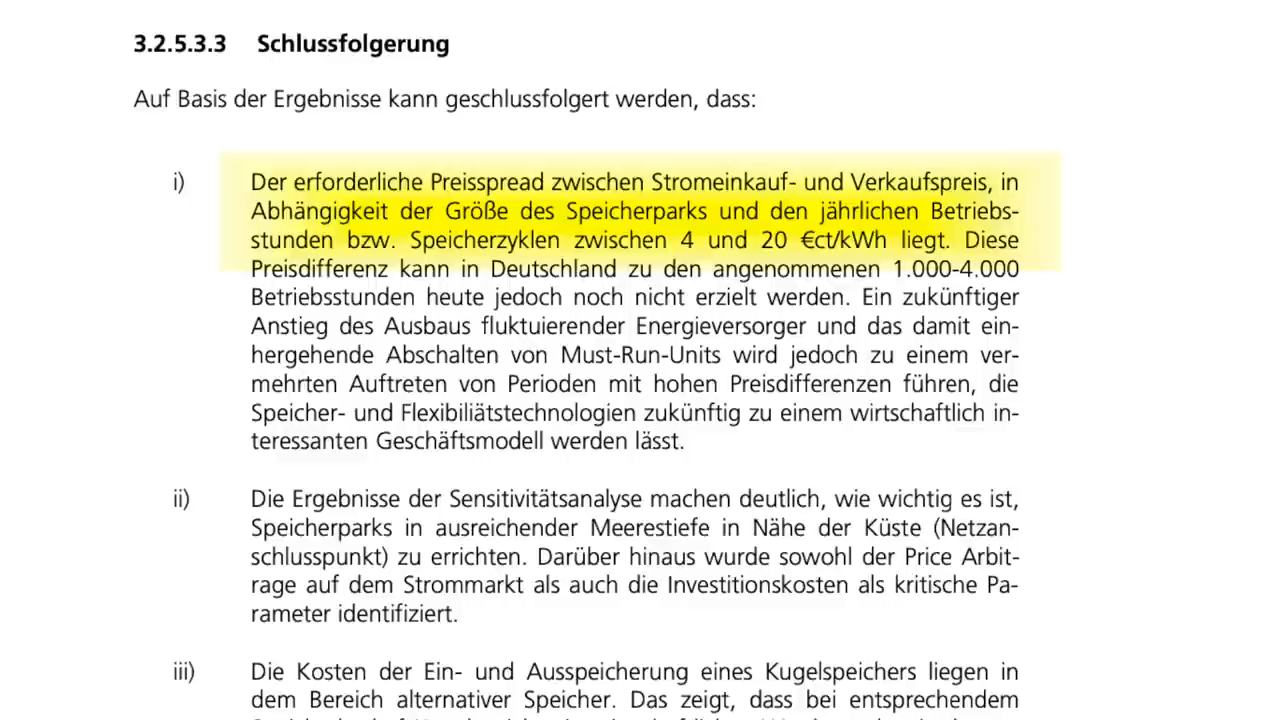 3.2.5.3.3 Schlussfolgerung
Auf Basis der Ergebnisse kann geschlussfolgert werden, dass:
i) Der erforderliche Preisspread zwischen Stromeinkauf- und Verkaufspreis, in
Abhängigkeit der Größe des Speicherparks und den jährlichen Betriebs-
stunden bzw. Speicherzyklen zwischen 4 und 20 €ct/kWh liegt. Diese
Preisdifferenz kann in Deutschland zu den angenommenen 1.000-4.000
Betriebsstunden heute jedoch noch nicht erzielt werden. Ein zukünftiger
Anstieg des Ausbaus fluktuierender Energieversorger und das damit ein-
hergehende Abschalten von Must-Run-Units wird jedoch zu einem ver-
mehrten Auftreten von Perioden mit hohen Preisdifferenzen führen, die
Speicher- und Flexibiliätstechnologien zukünftig zu einem wirtschaftlich in-
teressanten Geschäftsmodell werden lässt.
ii) Die Ergebnisse der Sensitivitätsanalyse machen deutlich, wie wichtig es ist,
Speicherparks in ausreichender Meerestiefe in Nähe der Küste (Netzan-
schlusspunkt) zu errichten. Darüber hinaus wurde sowohl der Price Arbit-
rage auf dem Strommarkt als auch die Investitionskosten als kritische Pa-
rameter identifiziert.
iii) Die Kosten der Ein- und Ausspeicherung eines Kugelspeichers liegen in
dem Bereich alternativer Speicher. Das zeigt, dass bei entsprechendem